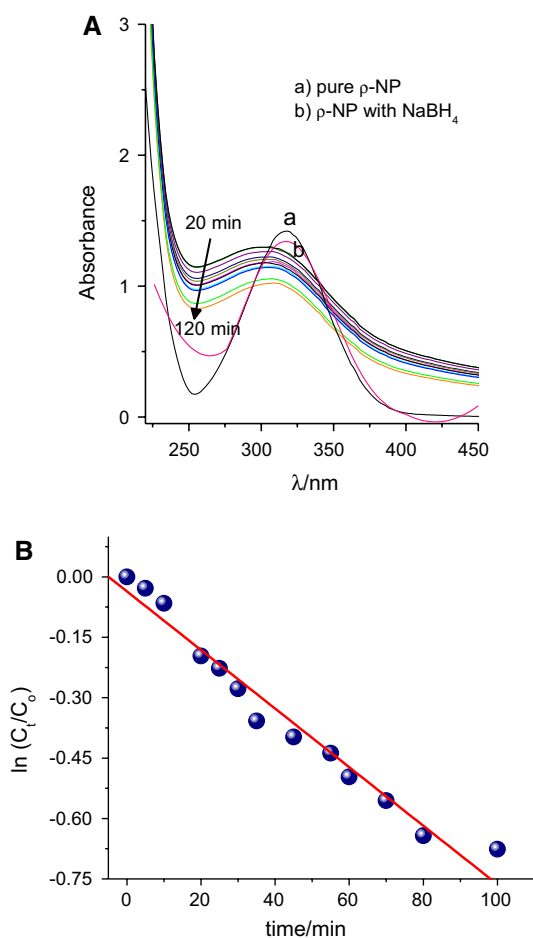 A
3
a) pure ρ-NP
b) ρ-NP with NaBH₄
2
20 min
a
b
Absorbance
1
120 min
0
250 300 350 400 450
λ/nm
B
0.00
-0.15
-0.30
ln (Cₜ/Cₒ)
-0.45
-0.60
-0.75
0 20 40 60 80 100
time/min